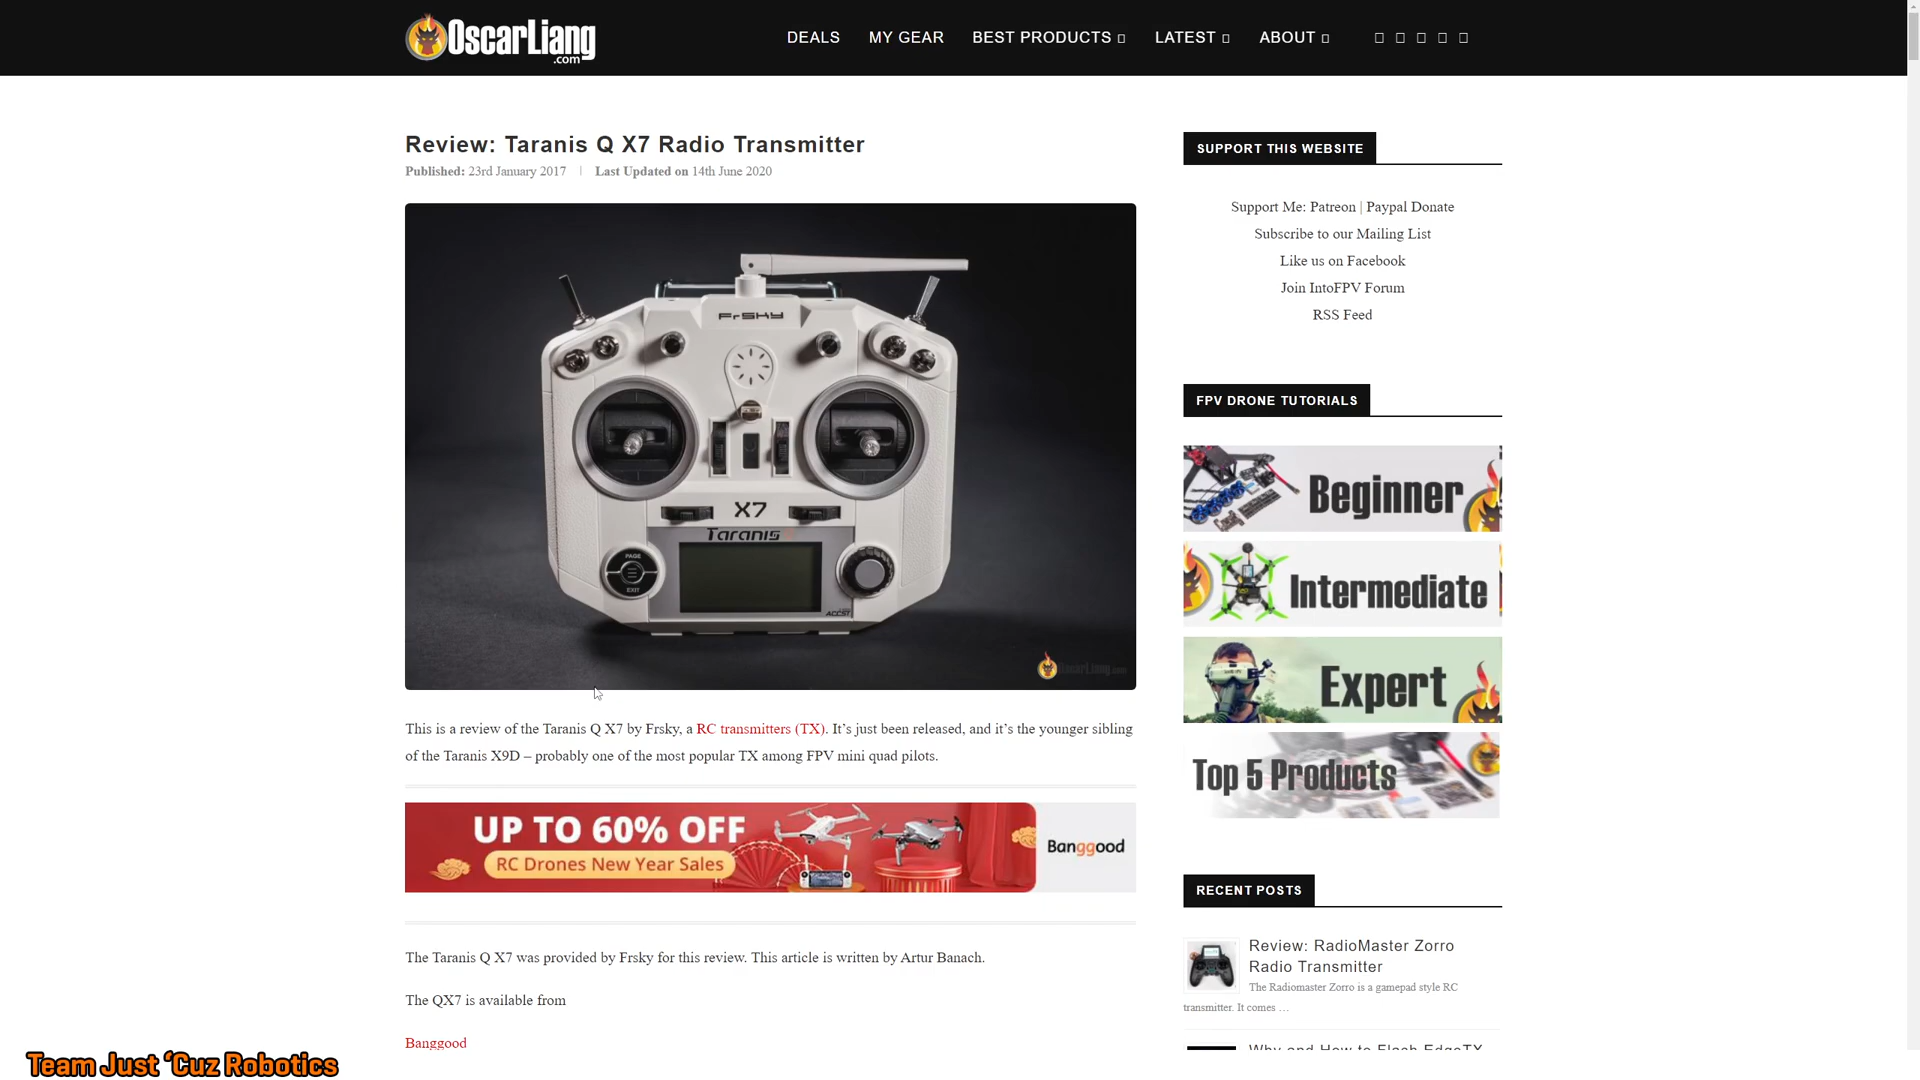 OscarLiang
.com
DEALS
MY GEAR
BEST PRODUCTS
LATEST
ABOUT
Review: Taranis Q X7 Radio Transmitter
Published: 23rd January 2017
Last Updated on 14th June 2020
FrSKY
X7
Taranis
PAGE
EXIT
ACCST
OscarLiang.com
This is a review of the Taranis Q X7 by Frsky, a RC transmitters (TX). It’s just been released, and it’s the younger sibling
of the Taranis X9D – probably one of the most popular TX among FPV mini quad pilots.
UP TO 60% OFF
RC Drones New Year Sales
Banggood
The Taranis Q X7 was provided by Frsky for this review. This article is written by Artur Banach.
The QX7 is available from
Banggood
SUPPORT THIS WEBSITE
Support Me: Patreon | Paypal Donate
Subscribe to our Mailing List
Like us on Facebook
Join IntoFPV Forum
RSS Feed
FPV DRONE TUTORIALS
Beginner
Intermediate
Expert
Top 5 Products
RECENT POSTS
Review: RadioMaster Zorro
Radio Transmitter
The Radiomaster Zorro is a gamepad style RC
transmitter. It comes …
Why and How to Flash EdgeTX
Team Just ‘Cuz Robotics